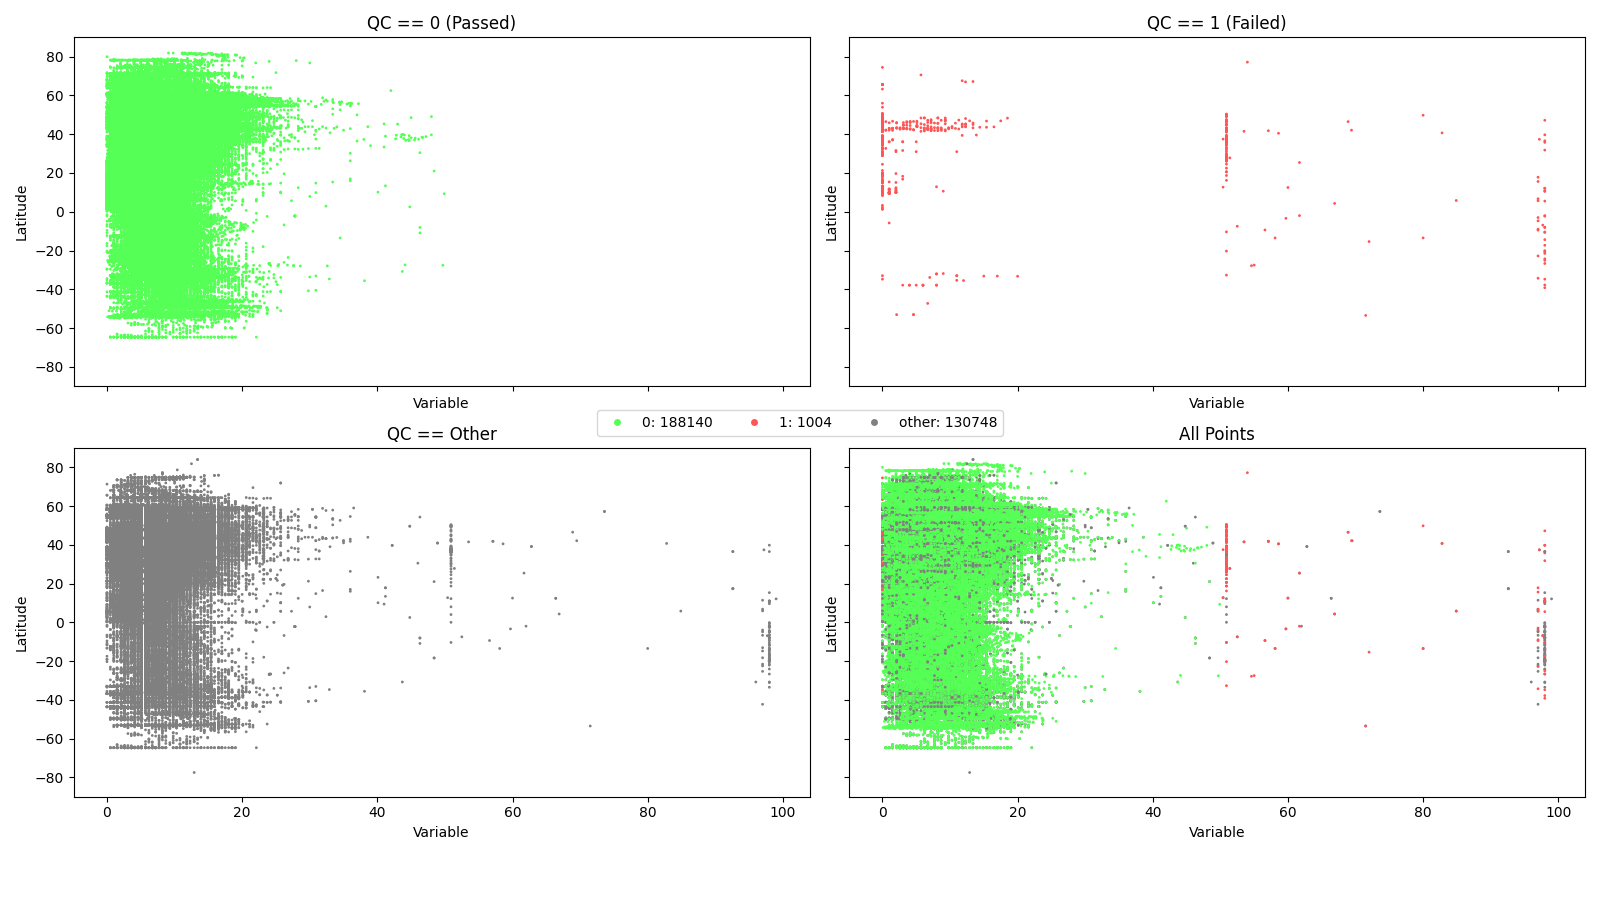 QC == 0 (Passed)
QC == 1 (Failed)
80
60
40
20
0
−20
−40
−60
−80
Latitude
Latitude
Variable
Variable
0: 188140
1: 1004
other: 130748
QC == Other
All Points
80
60
40
20
0
−20
−40
−60
−80
Latitude
Latitude
0
20
40
60
80
100
0
20
40
60
80
100
Variable
Variable